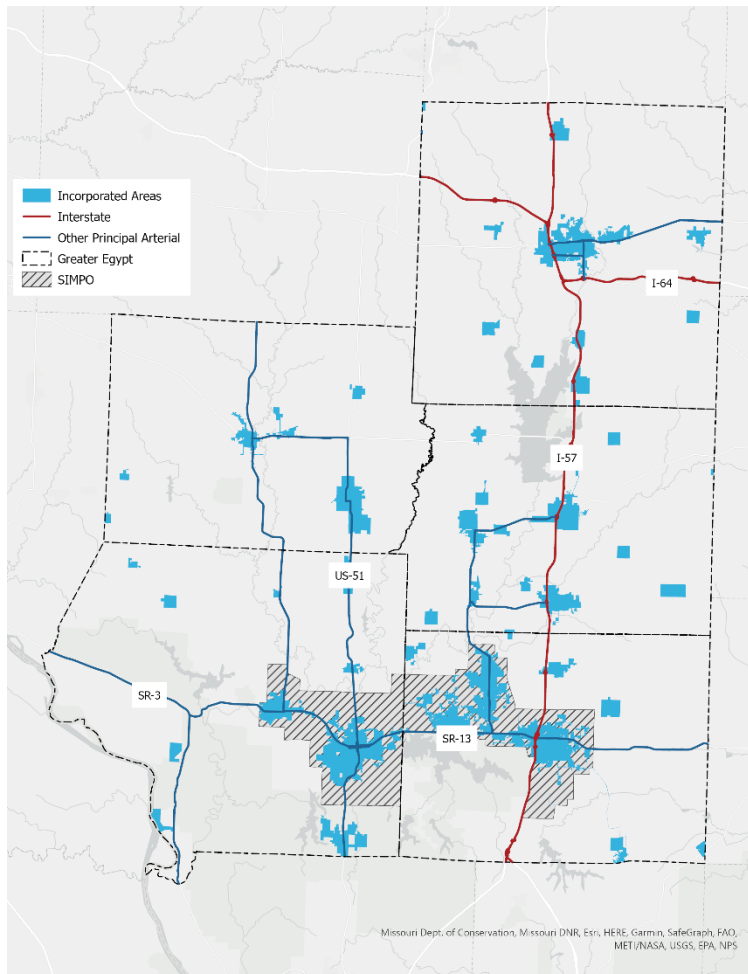 Incorporated Areas
Interstate
Other Principal Arterial
Greater Egypt
SIMPO
I-64
I-57
US-51
SR-3
SR-13
Missouri Dept. of Conservation, Missouri DNR, Esri, HERE, Garmin, SafeGraph, FAO,
METI/NASA, USGS, EPA, NPS